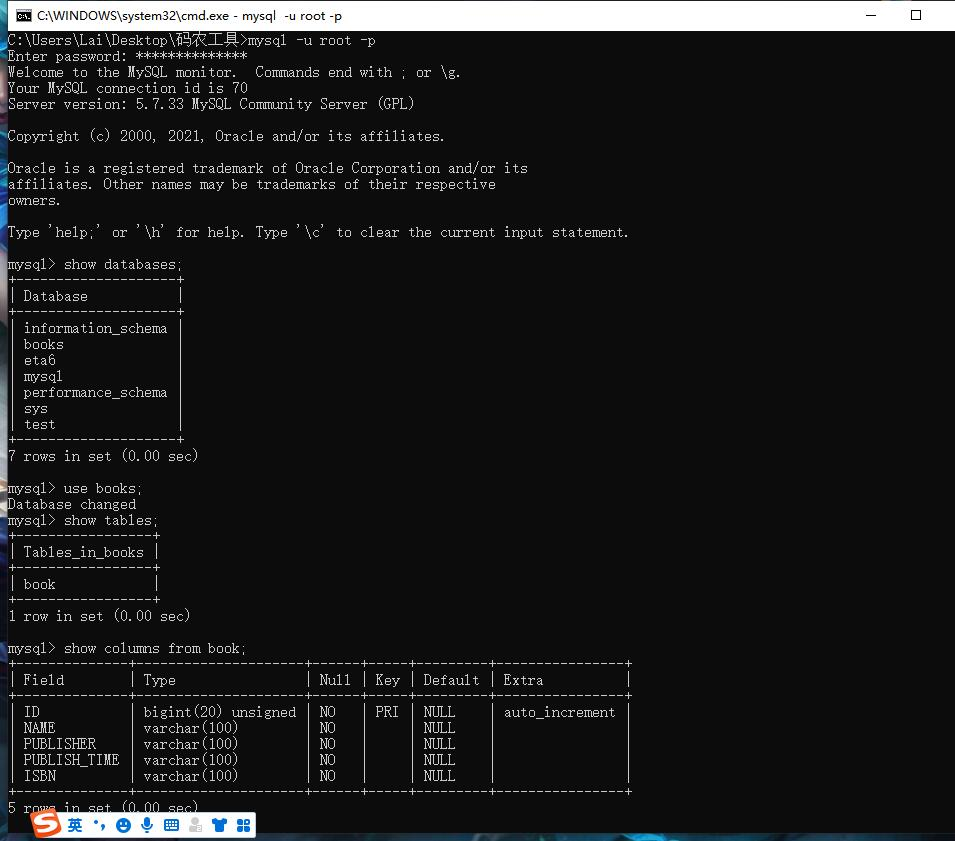 C:\WINDOWS\system32\cmd.exe - mysql  -u root -p
C:\Users\Lai\Desktop\码农工具>mysql -u root -p
Enter password: **************
Welcome to the MySQL monitor.  Commands end with ; or \g.
Your MySQL connection id is 70
Server version: 5.7.33 MySQL Community Server (GPL)
Copyright (c) 2000, 2021, Oracle and/or its affiliates.
Oracle is a registered trademark of Oracle Corporation and/or its
affiliates. Other names may be trademarks of their respective
owners.
Type 'help;' or '\h' for help. Type '\c' to clear the current input statement.
mysql> show databases;
+--------------------+
| Database           |
+--------------------+
| information_schema |
| books              |
| eta6               |
| mysql              |
| performance_schema |
| sys                |
| test               |
+--------------------+
7 rows in set (0.00 sec)
mysql> use books;
Database changed
mysql> show tables;
+-----------------+
| Tables_in_books |
+-----------------+
| book            |
+-----------------+
1 row in set (0.00 sec)
mysql> show columns from book;
+--------------+---------------------+------+-----+---------+----------------+
| Field        | Type                | Null | Key | Default | Extra          |
+--------------+---------------------+------+-----+---------+----------------+
| ID           | bigint(20) unsigned | NO   | PRI | NULL    | auto_increment |
| NAME         | varchar(100)        | NO   |     | NULL    |                |
| PUBLISHER    | varchar(100)        | NO   |     | NULL    |                |
| PUBLISH_TIME | varchar(100)        | NO   |     | NULL    |                |
| ISBN         | varchar(100)        | NO   |     | NULL    |                |
+--------------+---------------------+------+-----+---------+----------------+
5 rows in set (0.00 sec)
S 英